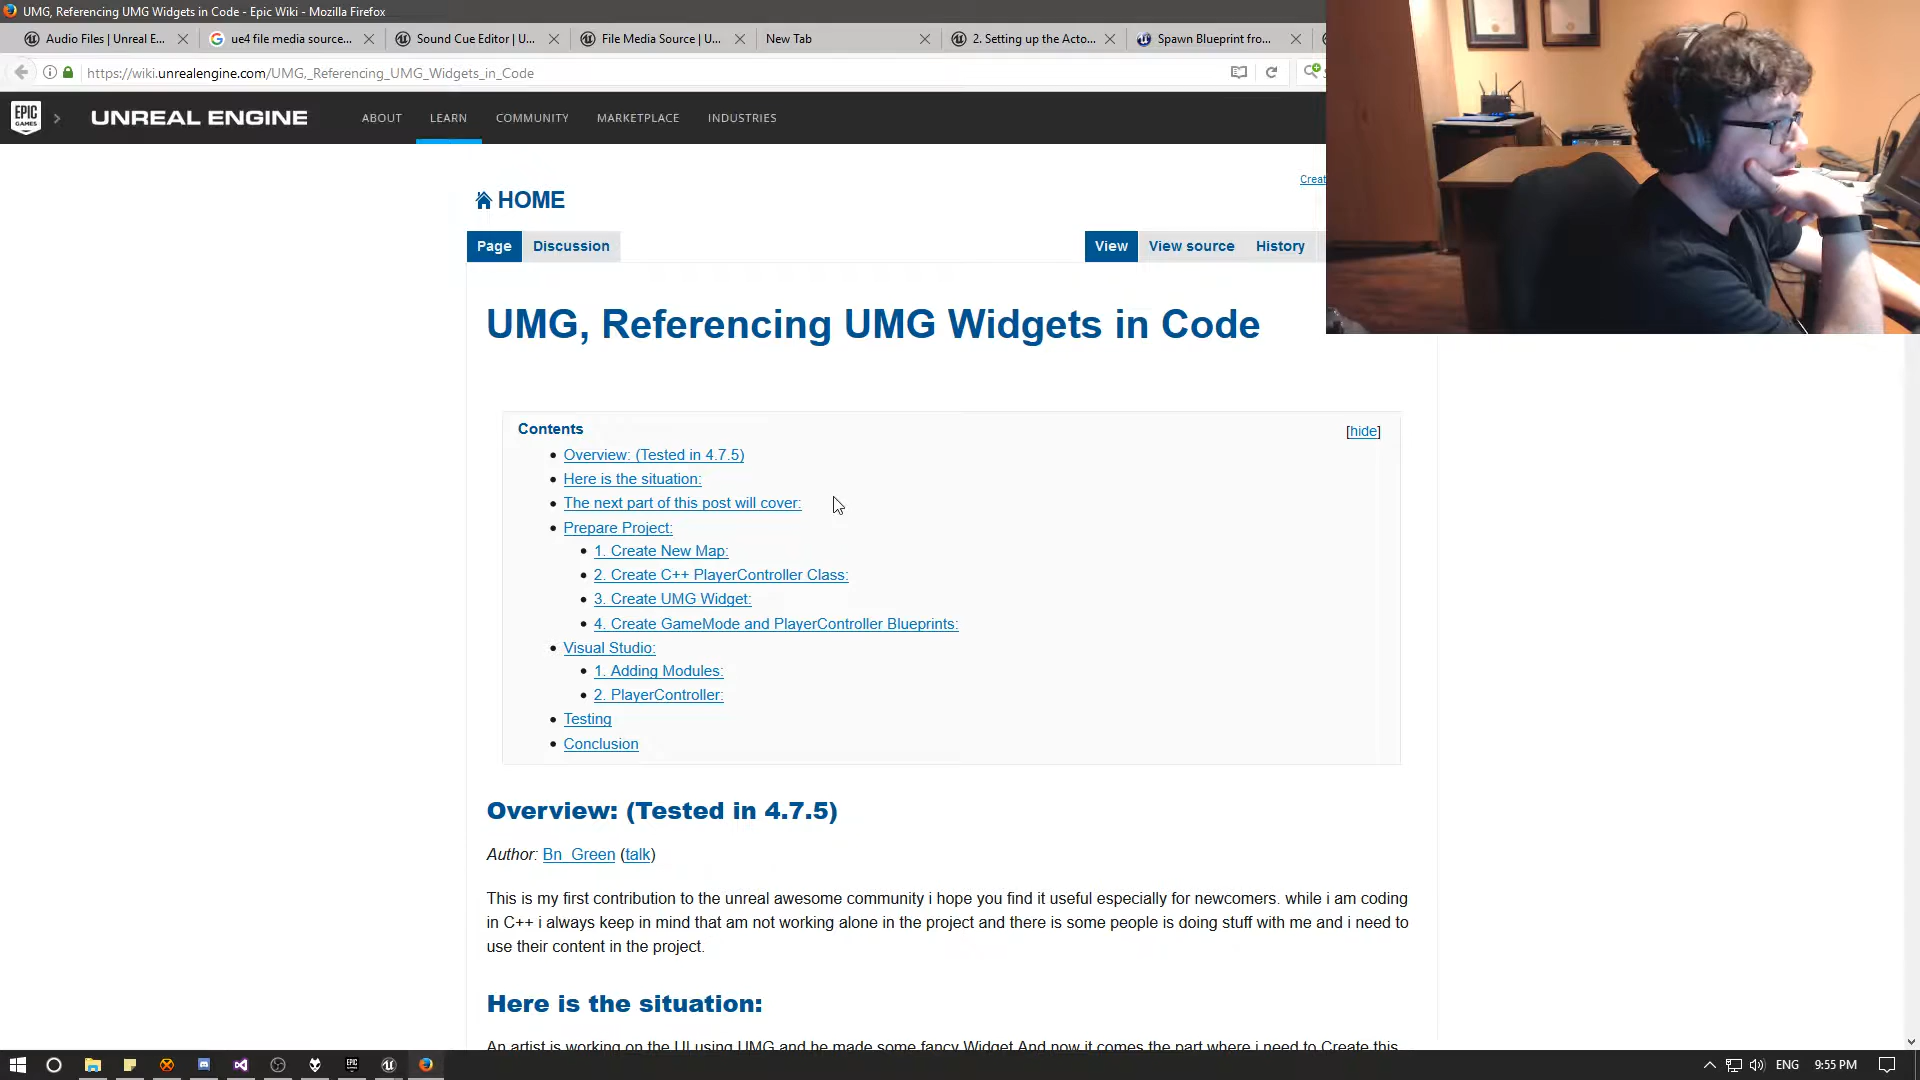 UMG, Referencing UMG Widgets in Code - Epic Wiki - Mozilla Firefox
Audio Files | Unreal E...
ue4 file media source...
Sound Cue Editor | U...
File Media Source | U...
New Tab
2. Setting up the Acto...
Spawn Blueprint fro...
https://wiki.unrealengine.com/UMG,_Referencing_UMG_Widgets_in_Code
EPIC GAMES
UNREAL ENGINE
ABOUT
LEARN
COMMUNITY
MARKETPLACE
INDUSTRIES
Creat
HOME
Page
Discussion
View
View source
History
UMG, Referencing UMG Widgets in Code
Contents
[hide]
Overview: (Tested in 4.7.5)
Here is the situation:
The next part of this post will cover:
Prepare Project:
1. Create New Map:
2. Create C++ PlayerController Class:
3. Create UMG Widget:
4. Create GameMode and PlayerController Blueprints:
Visual Studio:
1. Adding Modules:
2. PlayerController:
Testing
Conclusion
Overview: (Tested in 4.7.5)
Author: Bn_Green (talk)
This is my first contribution to the unreal awesome community i hope you find it useful especially for newcomers. while i am coding
in C++ i always keep in mind that am not working alone in the project and there is some people is doing stuff with me and i need to
use their content in the project.
Here is the situation:
An artist is working on the UI using UMG and he made some fancy Widget And now it comes the part where i need to Create this
ENG
9:55 PM